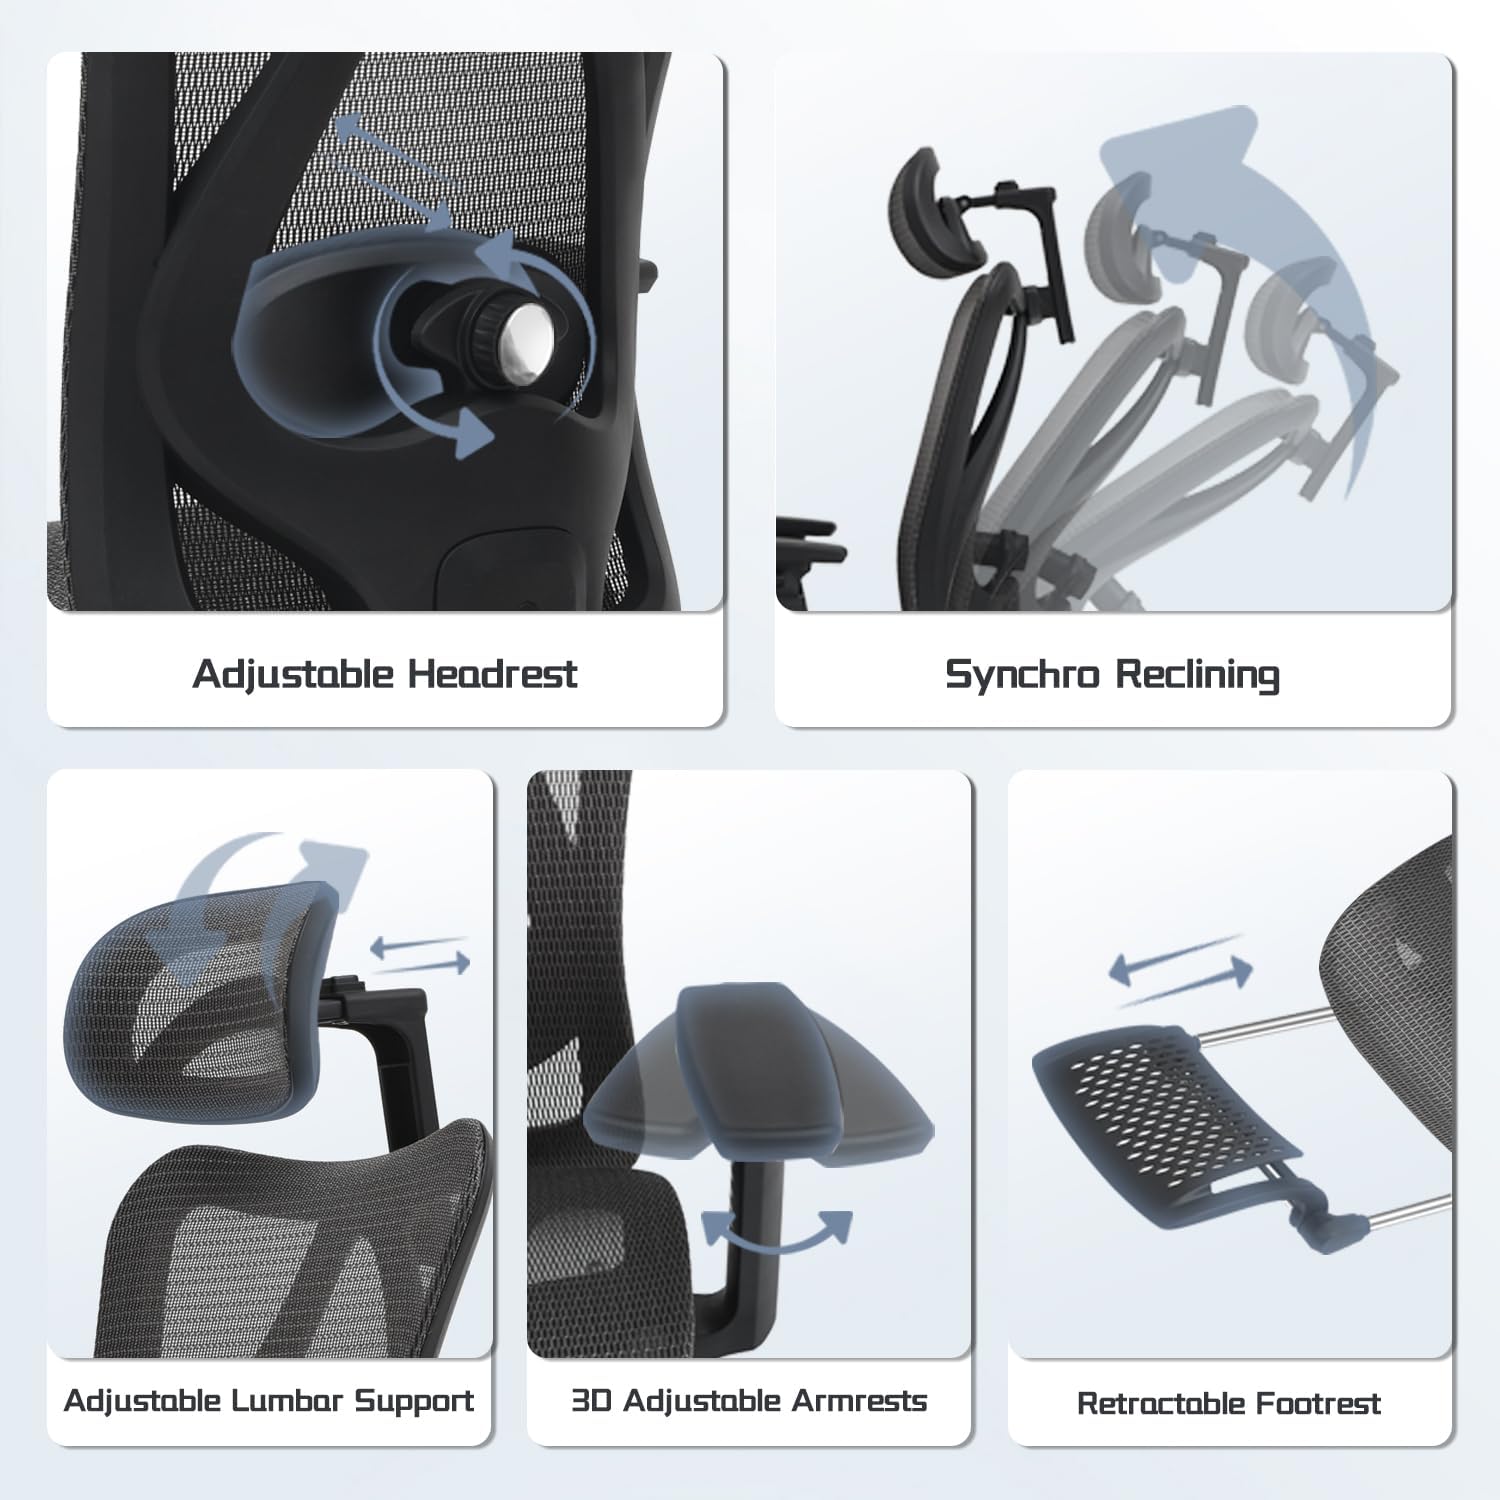 Adjustable Headrest
Synchro Reclining
Adjustable Lumbar Support
3D Adjustable Armrests
Retractable Footrest